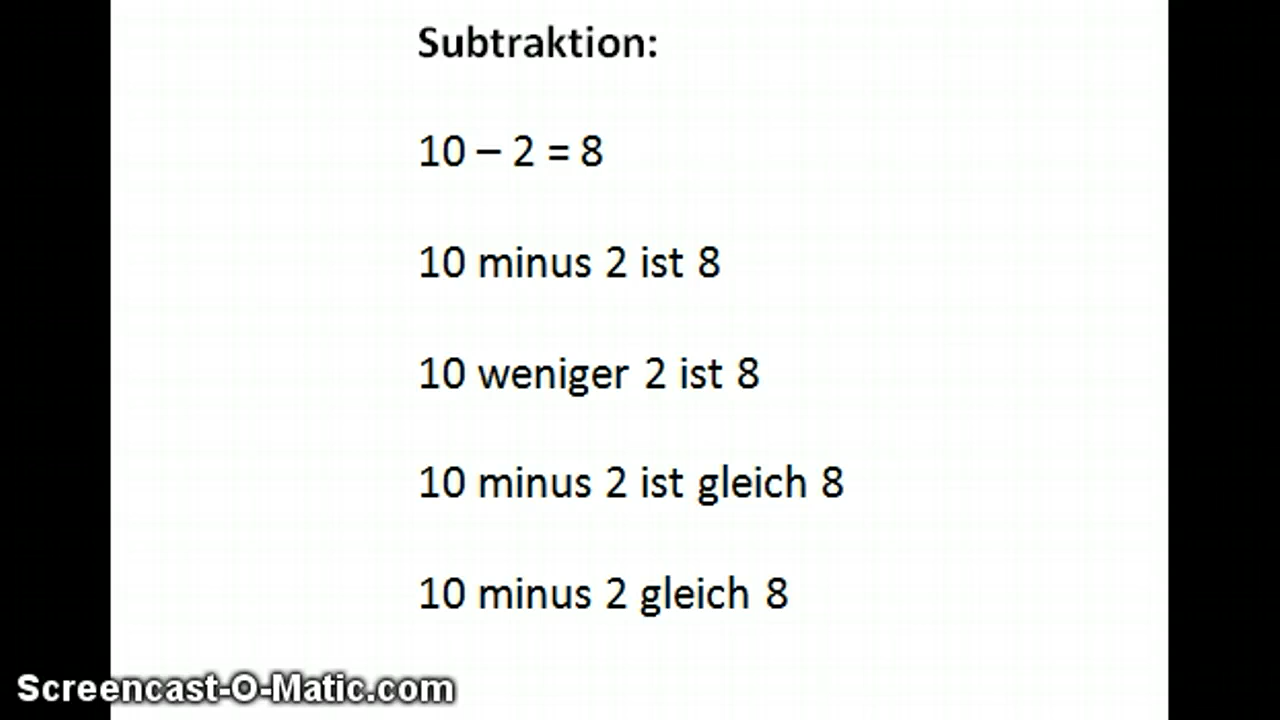 Subtraktion:
10 – 2 = 8
10 minus 2 ist 8
10 weniger 2 ist 8
10 minus 2 ist gleich 8
10 minus 2 gleich 8
Screencast-O-Matic.com